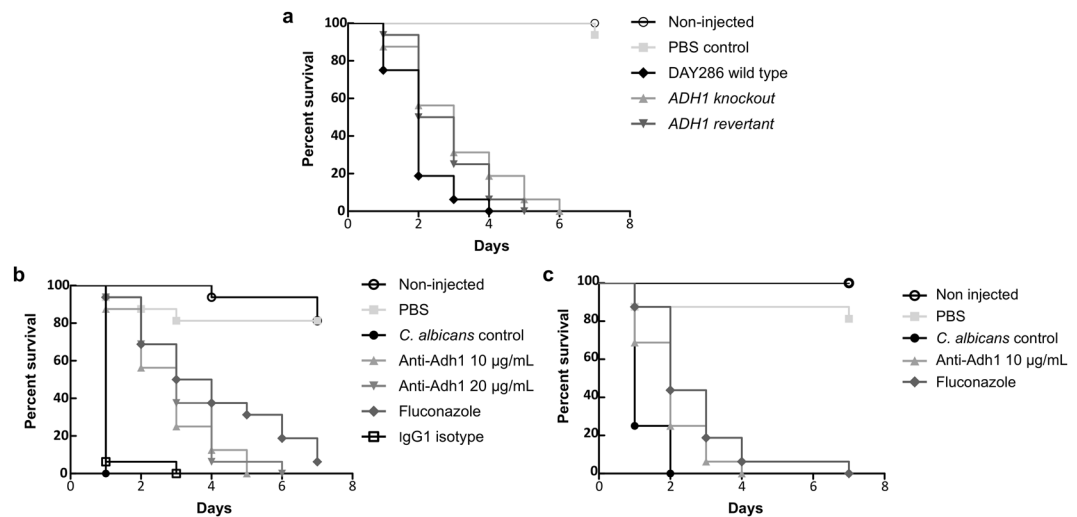 a
Percent survival
100
80
60
40
20
0
0 2 4 6 8
Days
Non-injected
PBS control
DAY286 wild type
ADH1 knockout
ADH1 revertant
b
Percent survival
100
80
60
40
20
0
0 2 4 6 8
Days
Non-injected
PBS
C. albicans control
Anti-Adh1 10 µg/mL
Anti-Adh1 20 µg/mL
Fluconazole
IgG1 isotype
c
Percent survival
100
80
60
40
20
0
0 2 4 6 8
Days
Non injected
PBS
C. albicans control
Anti-Adh1 10 µg/mL
Fluconazole